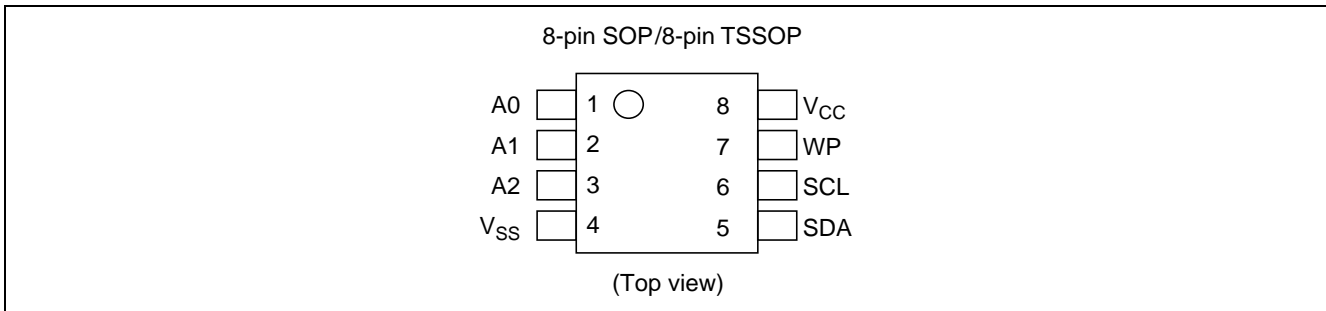 8-pin SOP/8-pin TSSOP
A0 1 8 VCC
A1 2 7 WP
A2 3 6 SCL
VSS 4 5 SDA
(Top view)